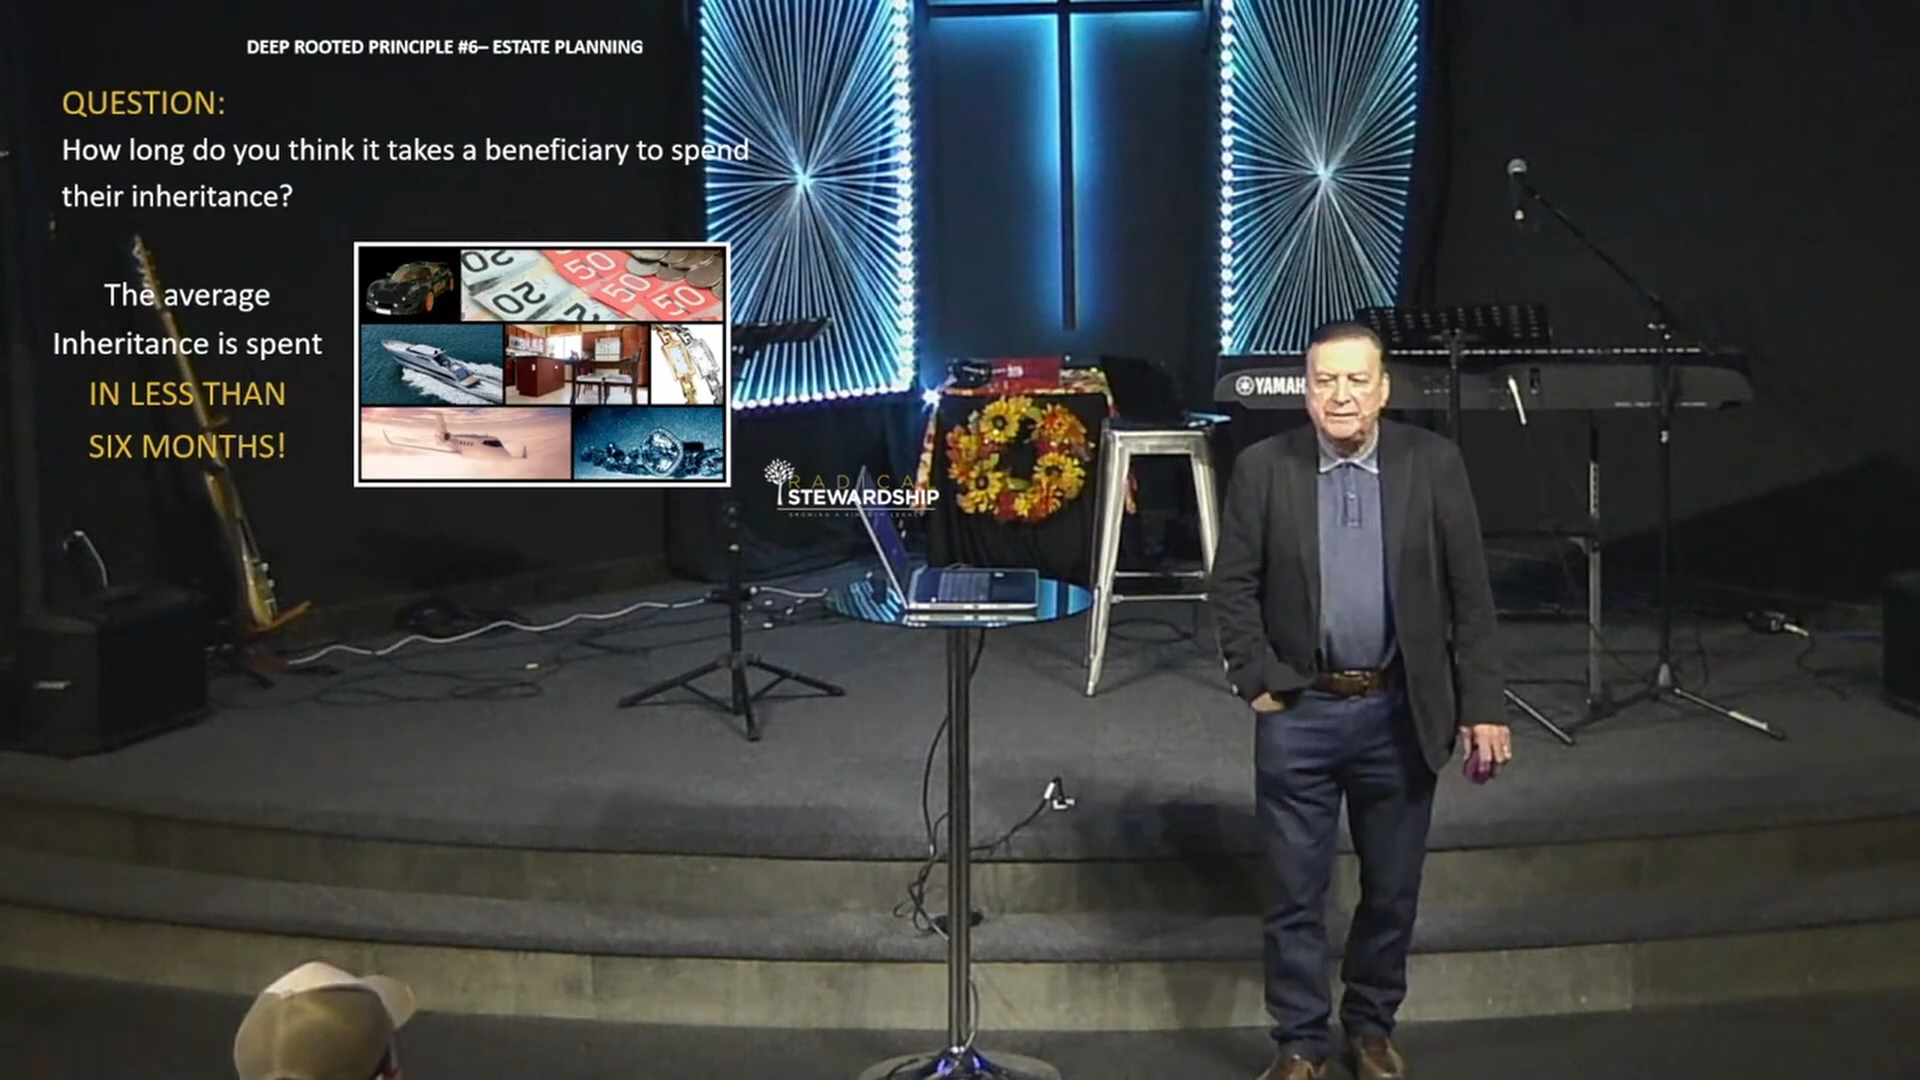 DEEP ROOTED PRINCIPLE #6– ESTATE PLANNING
QUESTION:
How long do you think it takes a beneficiary to spend
their inheritance?
The average
Inheritance is spent
IN LESS THAN
SIX MONTHS!
20
50
50
50
20
YAMAH
RADICAL
STEWARDSHIP